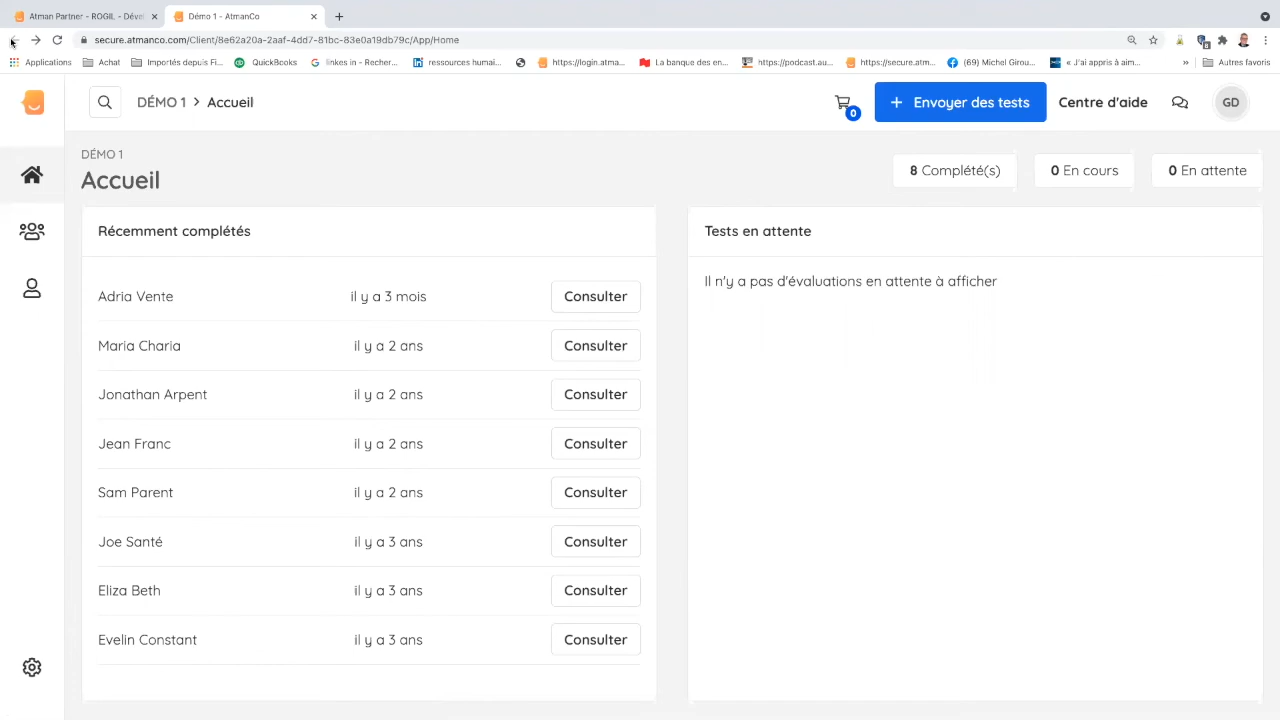 Atman Partner - ROGIL - Déve
Démo 1 - AtmanCo
secure.atmanco.com/Client/8e62a20a-2aaf-4dd7-81bc-83e0a19db79c/App/Home
Applications
Achat
Importés depuis Fi...
QuickBooks
linkes in - Recher...
ressources humai...
https://login.atma...
La banque des en...
https://podcast.au...
https://secure.atm...
(69) Michel Girou...
« J'ai appris à aim...
»
Autres favoris
DÉMO 1 > Accueil
0
+ Envoyer des tests
Centre d'aide
GD
DÉMO 1
Accueil
8 Complété(s)
0 En cours
0 En attente
Récemment complétés
Adria Vente il y a 3 mois Consulter
Maria Charia il y a 2 ans Consulter
Jonathan Arpent il y a 2 ans Consulter
Jean Franc il y a 2 ans Consulter
Sam Parent il y a 2 ans Consulter
Joe Santé il y a 3 ans Consulter
Eliza Beth il y a 3 ans Consulter
Evelin Constant il y a 3 ans Consulter
Tests en attente
Il n'y a pas d'évaluations en attente à afficher